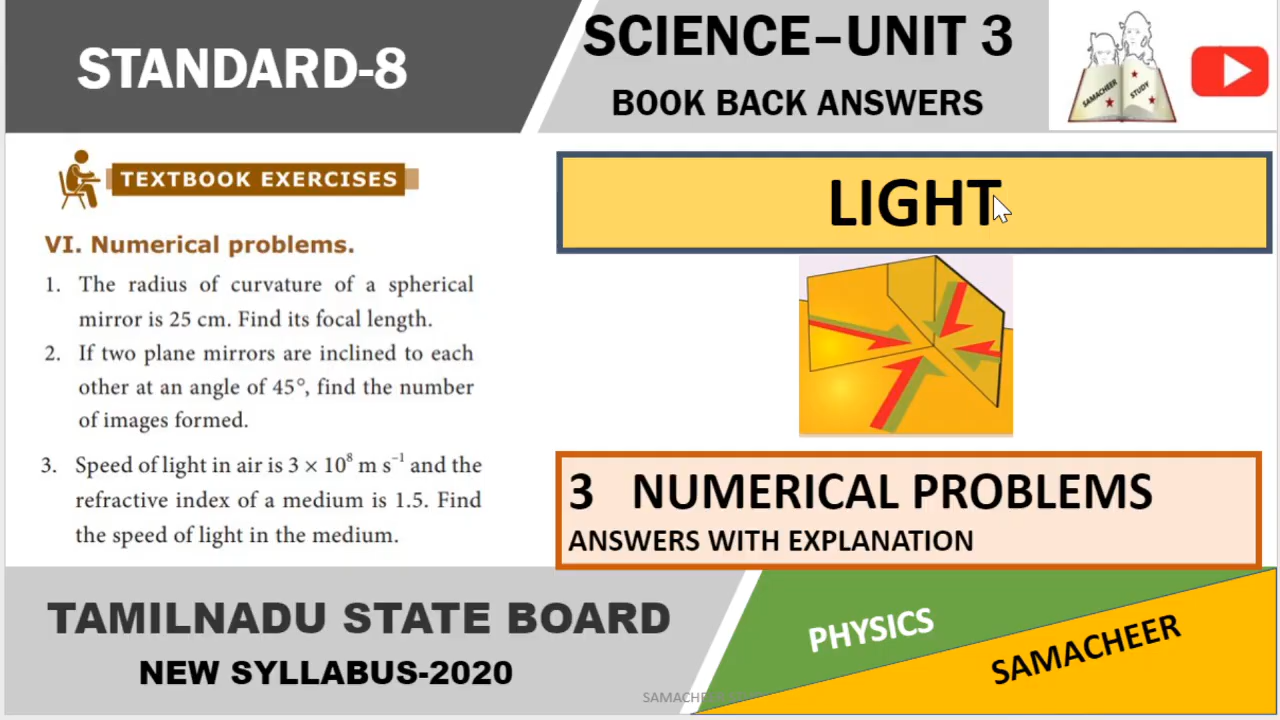 STANDARD-8
SCIENCE–UNIT 3
BOOK BACK ANSWERS
SAMACHEER
STUDY
TEXTBOOK EXERCISES
VI. Numerical problems.
1. The radius of curvature of a spherical
mirror is 25 cm. Find its focal length.
2. If two plane mirrors are inclined to each
other at an angle of 45°, find the number
of images formed.
3. Speed of light in air is 3 × 10⁸ m s⁻¹ and the
refractive index of a medium is 1.5. Find
the speed of light in the medium.
LIGHT
3 NUMERICAL PROBLEMS
ANSWERS WITH EXPLANATION
TAMILNADU STATE BOARD
NEW SYLLABUS-2020
PHYSICS
SAMACHEER